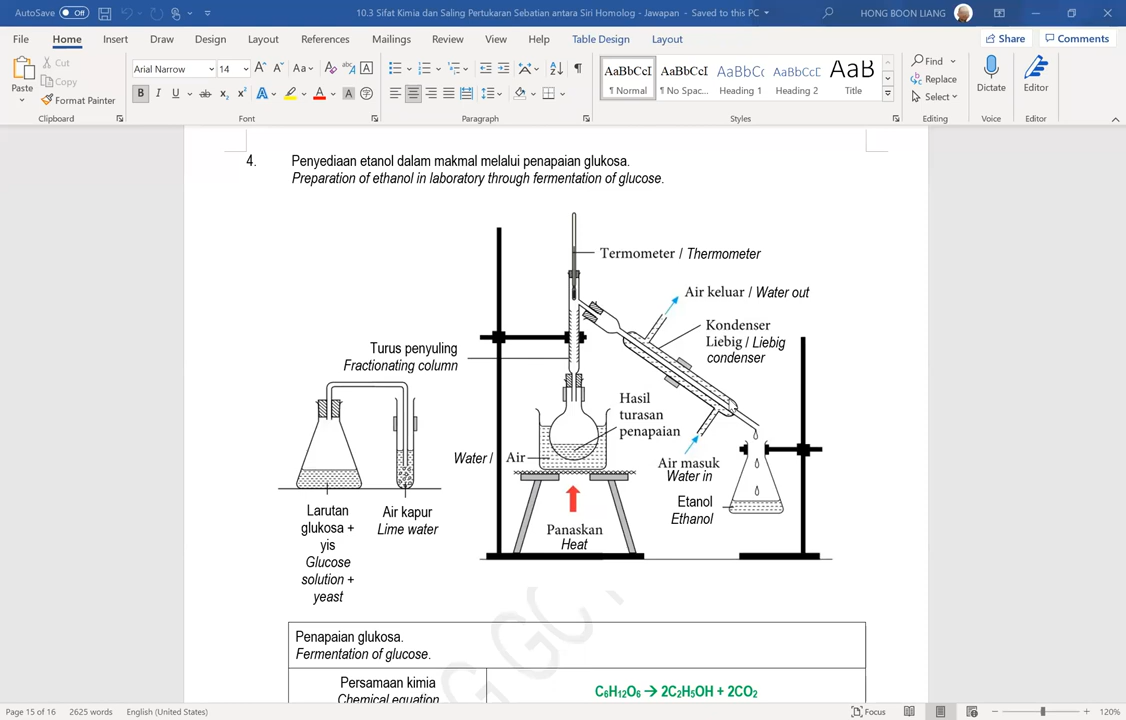 AutoSave
Off
10.3 Sifat Kimia dan Saling Pertukaran Sebatian antara Siri Homolog - Jawapan - Saved to this PC
HONG BOON LIANG
File
Home
Insert
Draw
Design
Layout
References
Mailings
Review
View
Help
Table Design
Layout
Share
Comments
Paste
Cut
Copy
Format Painter
Clipboard
Arial Narrow
14
Font
Paragraph
AaBbCcI
Normal
AaBbCcI
No Spac...
AaBbCc
Heading 1
AaBbCcI
Heading 2
AaB
Title
Styles
Find
Replace
Select
Editing
Dictate
Voice
Editor
Editor
4. Penyediaan etanol dalam makmal melalui penapaian glukosa.
Preparation of ethanol in laboratory through fermentation of glucose.
Termometer / Thermometer
Air keluar / Water out
Kondenser
Liebig / Liebig
condenser
Turus penyuling
Fractionating column
Hasil
turasan
penapaian
Water / Air
Air masuk
Water in
Etanol
Ethanol
Panaskan
Heat
Larutan
glukosa +
yis
Glucose
solution +
yeast
Air kapur
Lime water
Penapaian glukosa.
Fermentation of glucose.
Persamaan kimia
Chemical equation
C₆H₁₂O₆ → 2C₂H₅OH + 2CO₂
Page 15 of 16
2625 words
English (United States)
Focus
120%